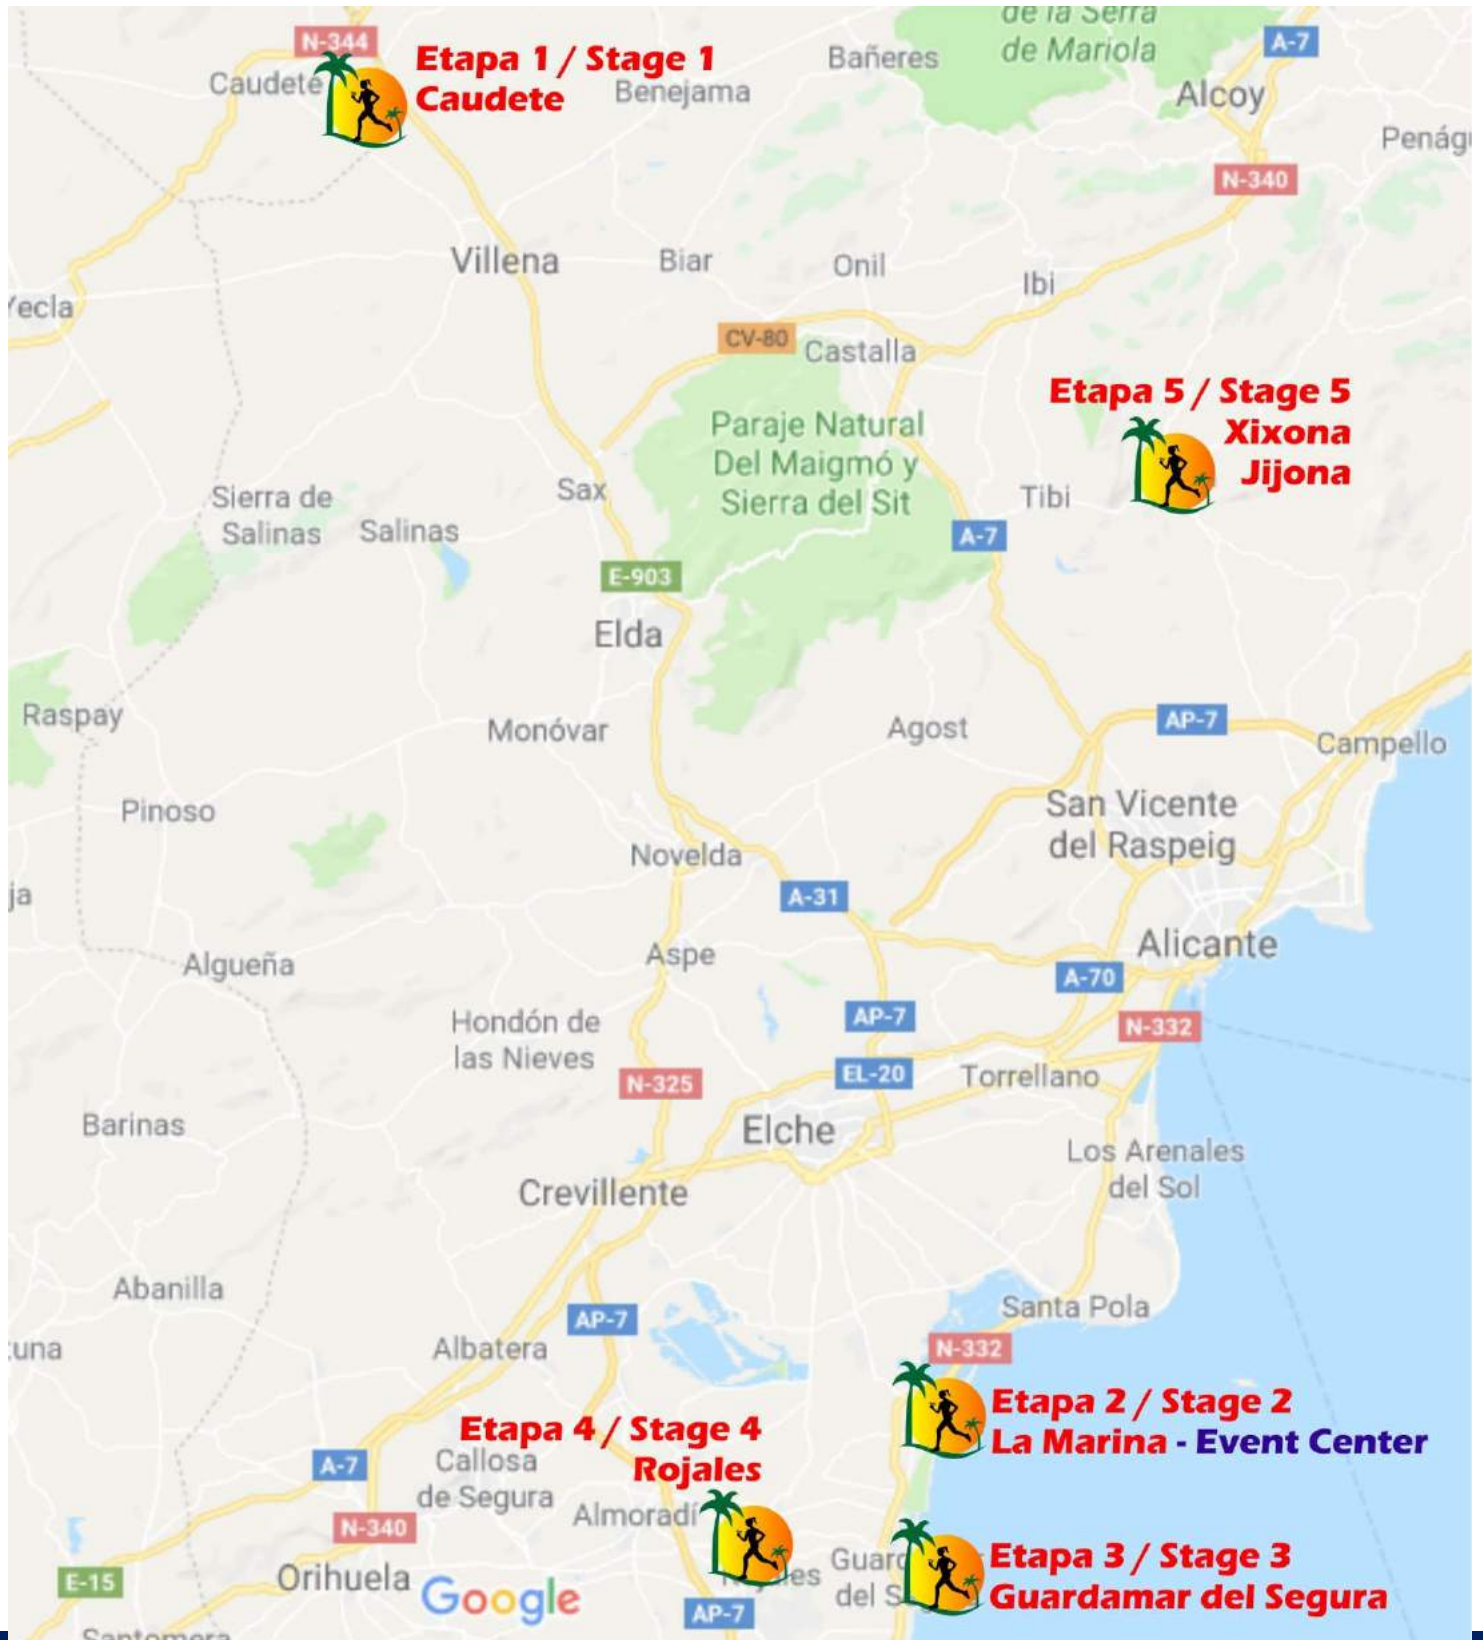 de la Serra
de Mariola
N-344
A-7
Etapa 1 / Stage 1
Caudete
Caudete
Bañeres
Benejama
Alcoy
N-340
Villena
Biar
Onil
Ibi
CV-80
Castalla
Etapa 5 / Stage 5
Xixona
Jijona
Paraje Natural
Del Maigmó y
Sierra del Sit
Sax
Tibi
Sierra de
Salinas
Salinas
A-7
E-903
Elda
Raspay
Monóvar
Agost
AP-7
Campello
Pinoso
San Vicente
del Raspeig
Novelda
A-31
Alicante
Aspe
Algueña
A-70
Hondón de
las Nieves
AP-7
N-332
N-325
EL-20
Torrellano
Barinas
Elche
Los Arenales
del Sol
Crevillente
Abanilla
Santa Pola
AP-7
Albatera
N-332
Etapa 2 / Stage 2
La Marina - Event Center
Etapa 4 / Stage 4
Rojales
A-7
Callosa
de Segura
Almoradí
N-340
Etapa 3 / Stage 3
Guardamar del Segura
E-15
Orihuela
Google
AP-7